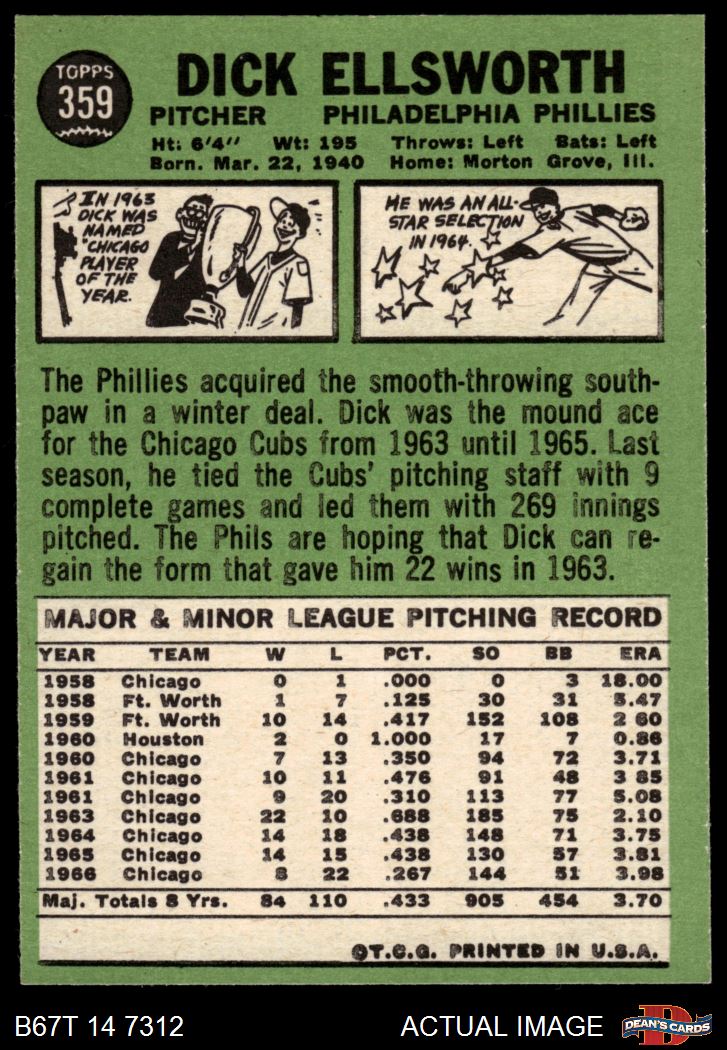 TOPPS
359
DICK ELLSWORTH
PITCHER PHILADELPHIA PHILLIES
Ht: 6'4" Wt: 195 Throws: Left Bats: Left
Born. Mar. 22, 1940 Home: Morton Grove, Ill.
IN 1963
DICK WAS
NAMED
"CHICAGO
PLAYER
OF THE
YEAR.
HE WAS AN ALL-
STAR SELECTION
IN 1964.
The Phillies acquired the smooth-throwing south-
paw in a winter deal. Dick was the mound ace
for the Chicago Cubs from 1963 until 1965. Last
season, he tied the Cubs' pitching staff with 9
complete games and led them with 269 innings
pitched. The Phils are hoping that Dick can re-
gain the form that gave him 22 wins in 1963.
MAJOR & MINOR LEAGUE PITCHING RECORD
YEAR TEAM W L PCT. SO BB ERA
1958 Chicago 0 1 .000 0 3 18.00
1958 Ft. Worth 1 7 .125 30 31 5.47
1959 Ft. Worth 10 14 .417 152 108 2 60
1960 Houston 2 0 1.000 17 7 0.86
1960 Chicago 7 13 .350 94 72 3.71
1961 Chicago 10 11 .476 91 48 3 85
1961 Chicago 9 20 .310 113 77 5.08
1963 Chicago 22 10 .688 185 75 2.10
1964 Chicago 14 18 .438 148 71 3.75
1965 Chicago 14 15 .438 130 57 3.81
1966 Chicago 8 22 .267 144 51 3.98
Maj. Totals 8 Yrs. 84 110 .433 905 454 3.70
©T.C.G. PRINTED IN U.S.A.
B67T 14 7312 ACTUAL IMAGE
DEAN'S CARDS